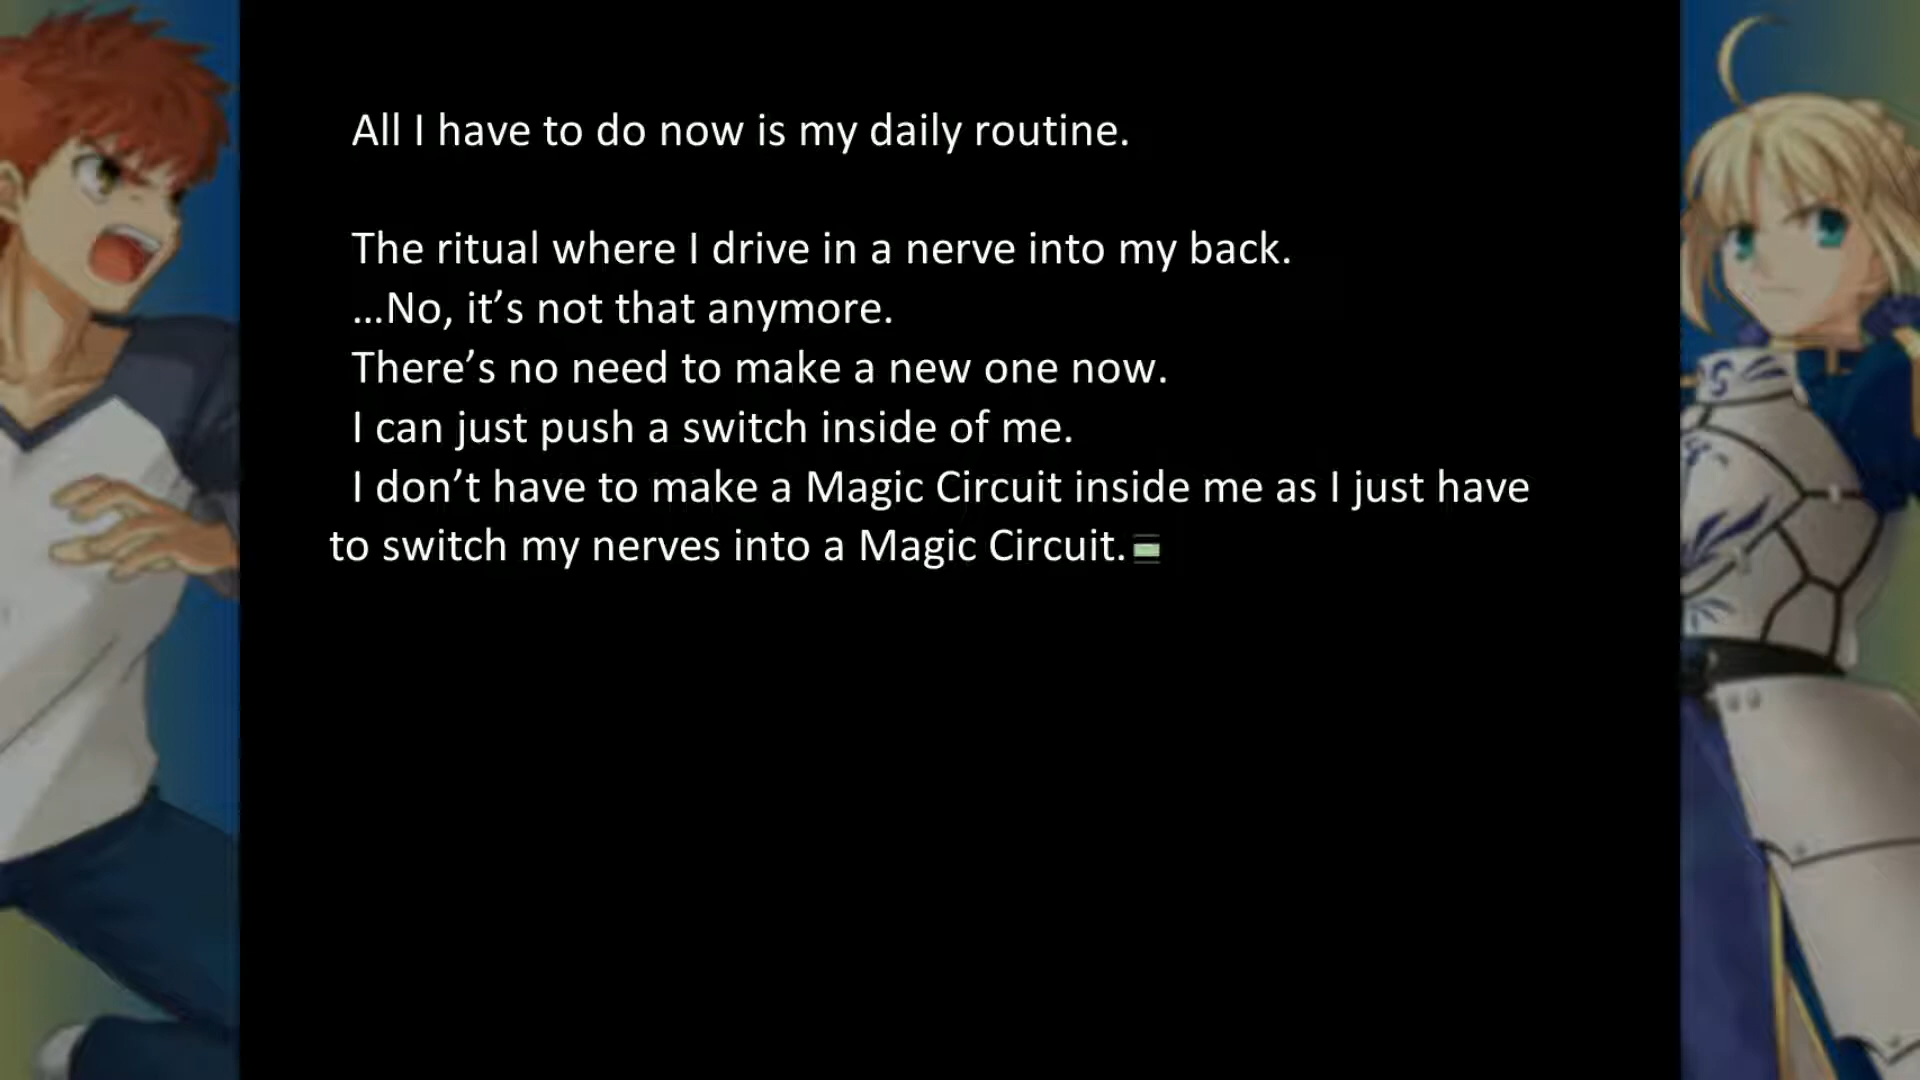 All I have to do now is my daily routine.
The ritual where I drive in a nerve into my back.
…No, it’s not that anymore.
There’s no need to make a new one now.
I can just push a switch inside of me.
I don’t have to make a Magic Circuit inside me as I just have
to switch my nerves into a Magic Circuit.